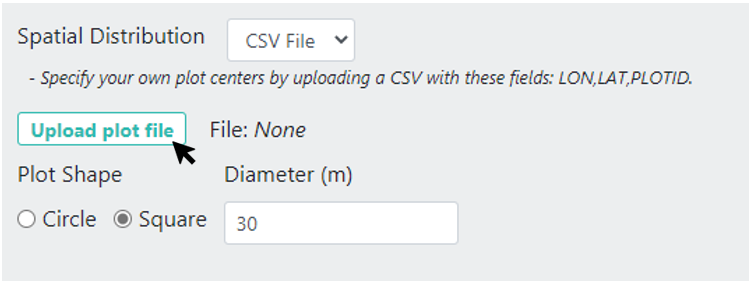 Spatial Distribution CSV File
- Specify your own plot centers by uploading a CSV with these fields: LON,LAT,PLOTID.
Upload plot file File: None
Plot Shape Diameter (m)
Circle Square 30